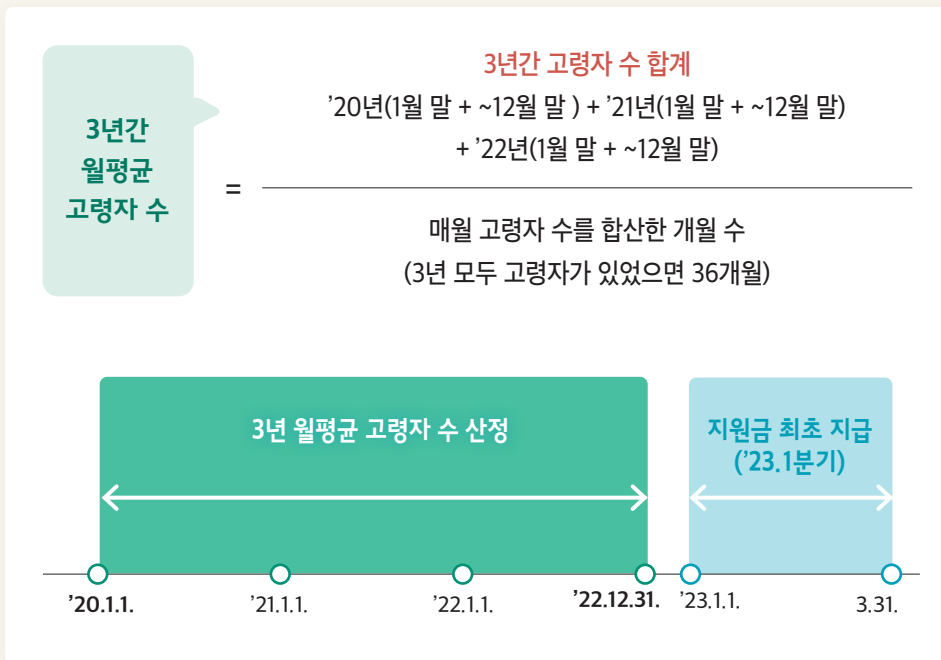 3년간
월평균
고령자 수
=
3년간 고령자 수 합계
’20년(1월 말 + ~12월 말 ) + ’21년(1월 말 + ~12월 말)
+ ’22년(1월 말 + ~12월 말)
매월 고령자 수를 합산한 개월 수
(3년 모두 고령자가 있었으면 36개월)
3년 월평균 고령자 수 산정
지원금 최초 지급
(’23.1분기)
’20.1.1.
’21.1.1.
’22.1.1.
’22.12.31.
’23.1.1.
3.31.